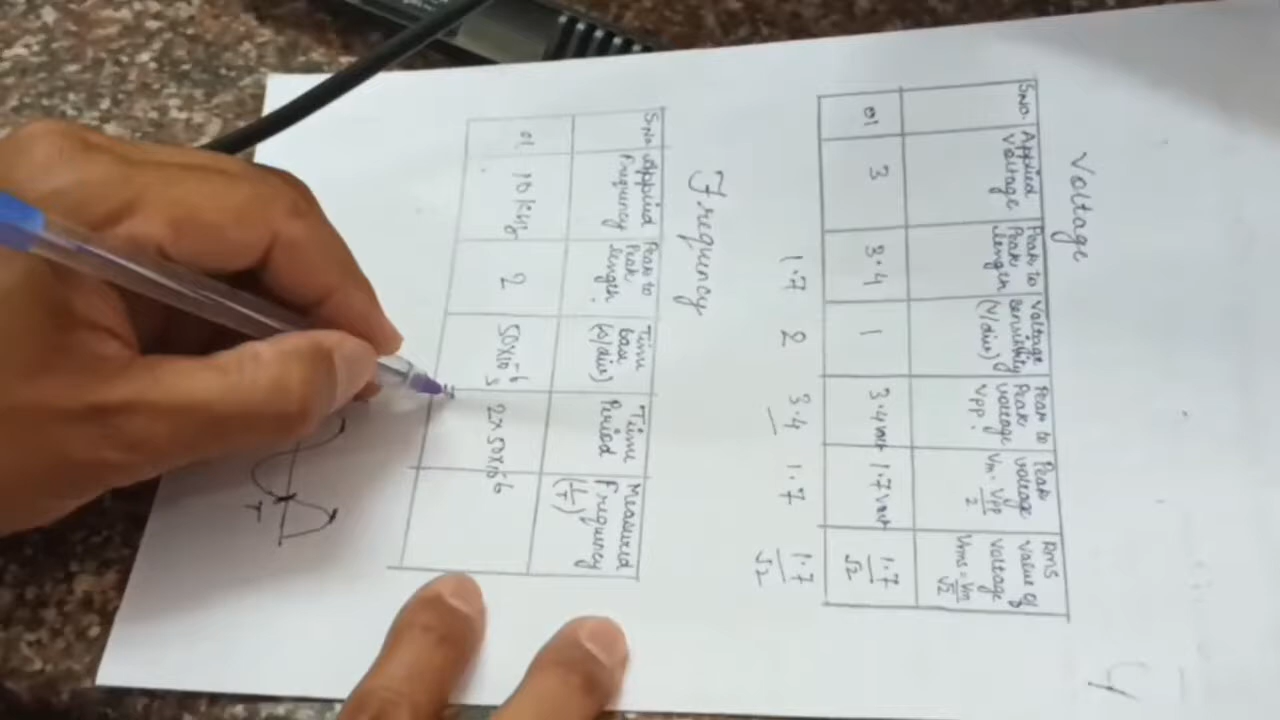 Voltage
S.No. Applied Voltage Peak to Peak length Voltage sensibility (V/div) Peak to Peak voltage VPP. Peak voltage Vm = VPP/2 RMS value of voltage Vrms = Vm/√2
01 3 3.4 1 3.4 volt 1.7 volt 1.7/√2
1.7 2 3.4 1.7 1.7/√2
Frequency
S.No. Applied Frequency Peak to Peak length. Time base (s/div) Time Period Measured Frequency (1/T)
01 10 kHz 2 50×10⁻⁶ s 2×50×10⁻⁶
T